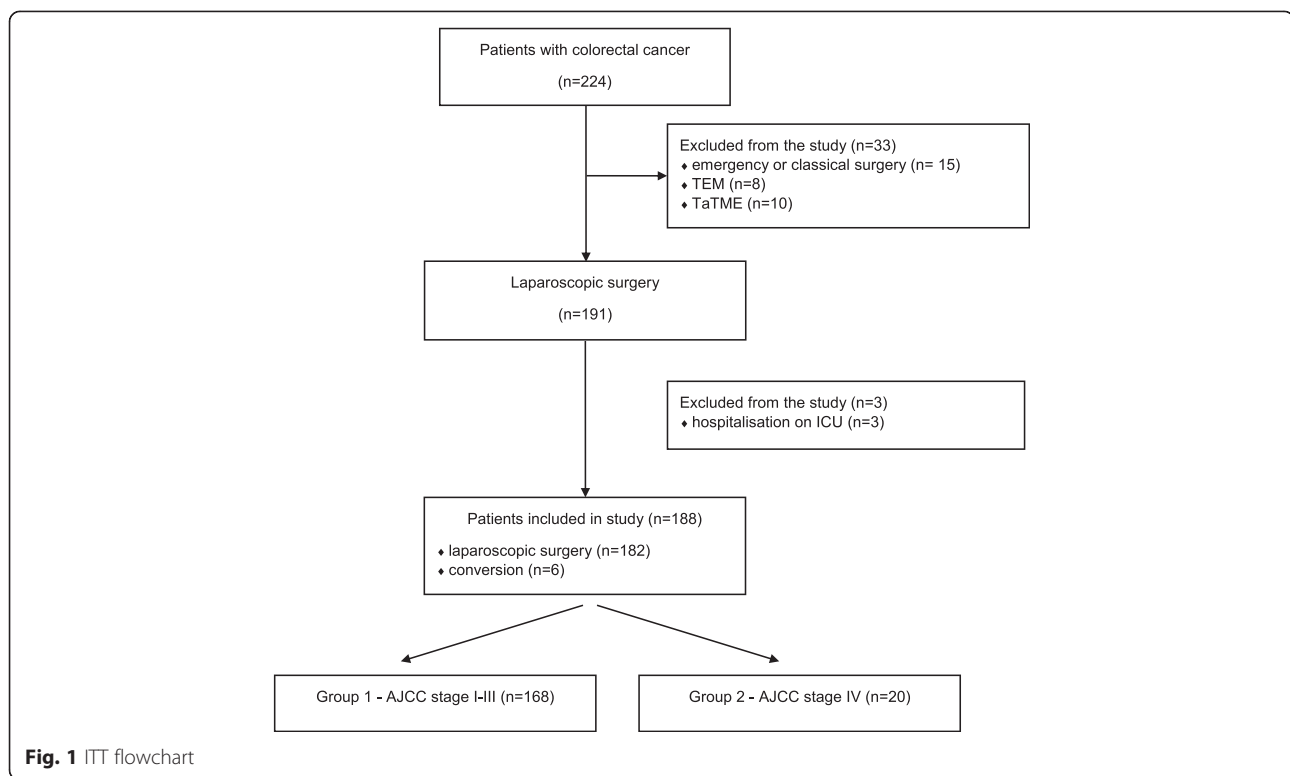 Patients with colorectal cancer
(n=224)
Excluded from the study (n=33)
♦ emergency or classical surgery (n= 15)
♦ TEM (n=8)
♦ TaTME (n=10)
Laparoscopic surgery
(n=191)
Excluded from the study (n=3)
♦ hospitalisation on ICU (n=3)
Patients included in study (n=188)
♦ laparoscopic surgery (n=182)
♦ conversion (n=6)
Group 1 - AJCC stage I-III (n=168)
Group 2 - AJCC stage IV (n=20)
Fig. 1 ITT flowchart